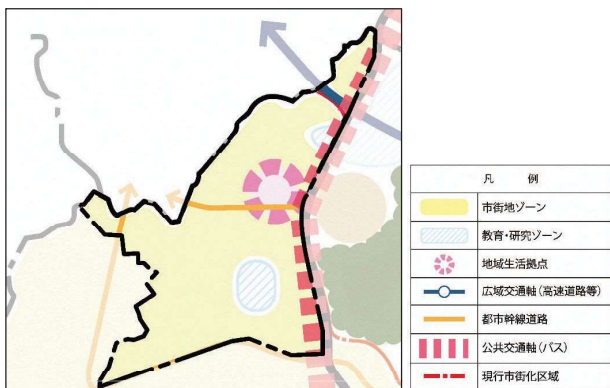 凡 例
市街地ゾーン
教育・研究ゾーン
地域生活拠点
広域交通軸(高速道路等)
都市幹線道路
公共交通軸(バス)
現行市街化区域